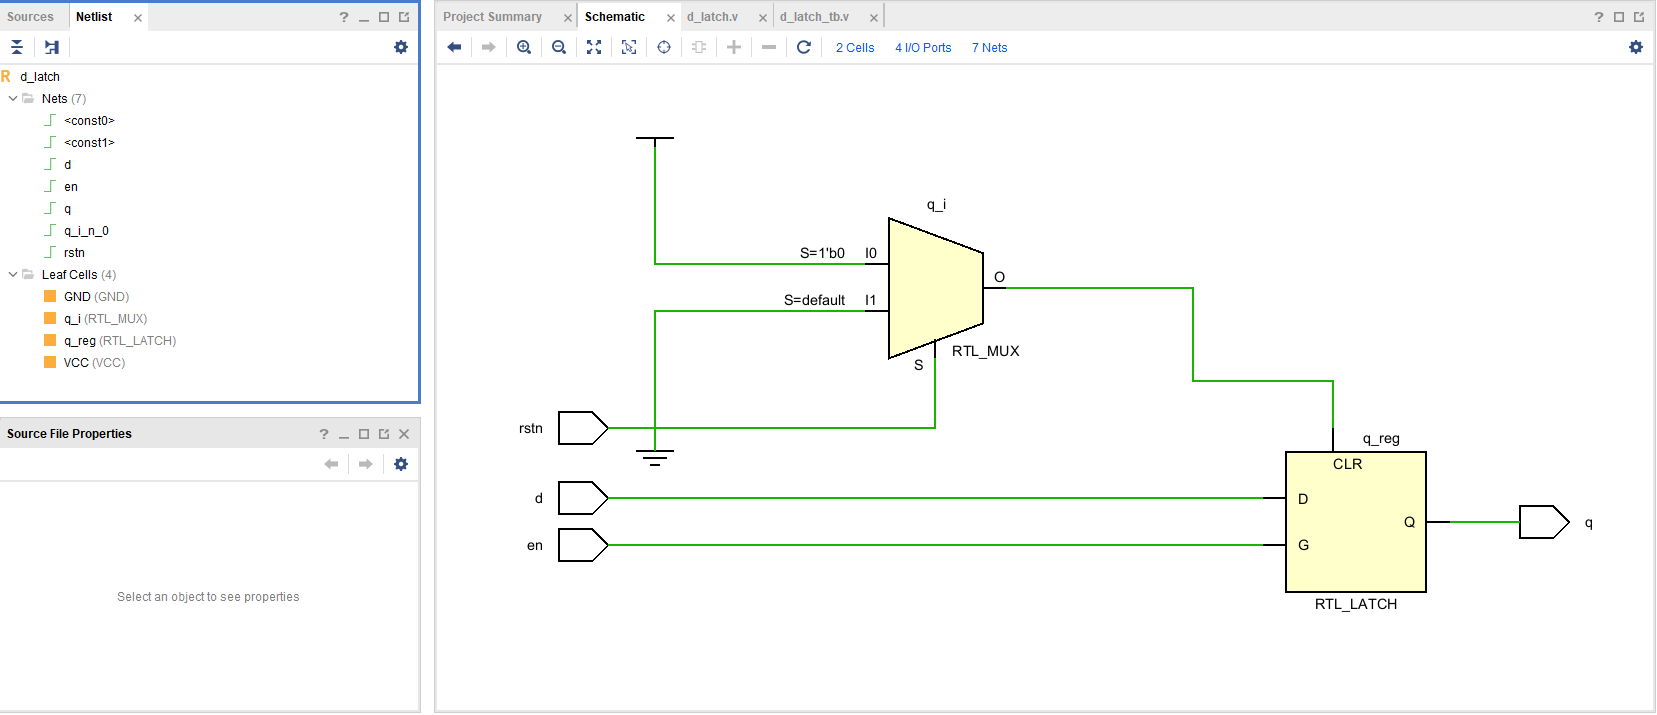 Sources
Netlist
R d_latch
Nets (7)
<const0>
<const1>
d
en
q
q_i_n_0
rstn
Leaf Cells (4)
GND (GND)
q_i (RTL_MUX)
q_reg (RTL_LATCH)
VCC (VCC)
Source File Properties
Select an object to see properties
Project Summary
Schematic
d_latch.v
d_latch_tb.v
2 Cells
4 I/O Ports
7 Nets
q_i
S=1'b0 I0
O
S=default I1
RTL_MUX
S
rstn
q_reg
CLR
d
D
Q
q
en
G
RTL_LATCH